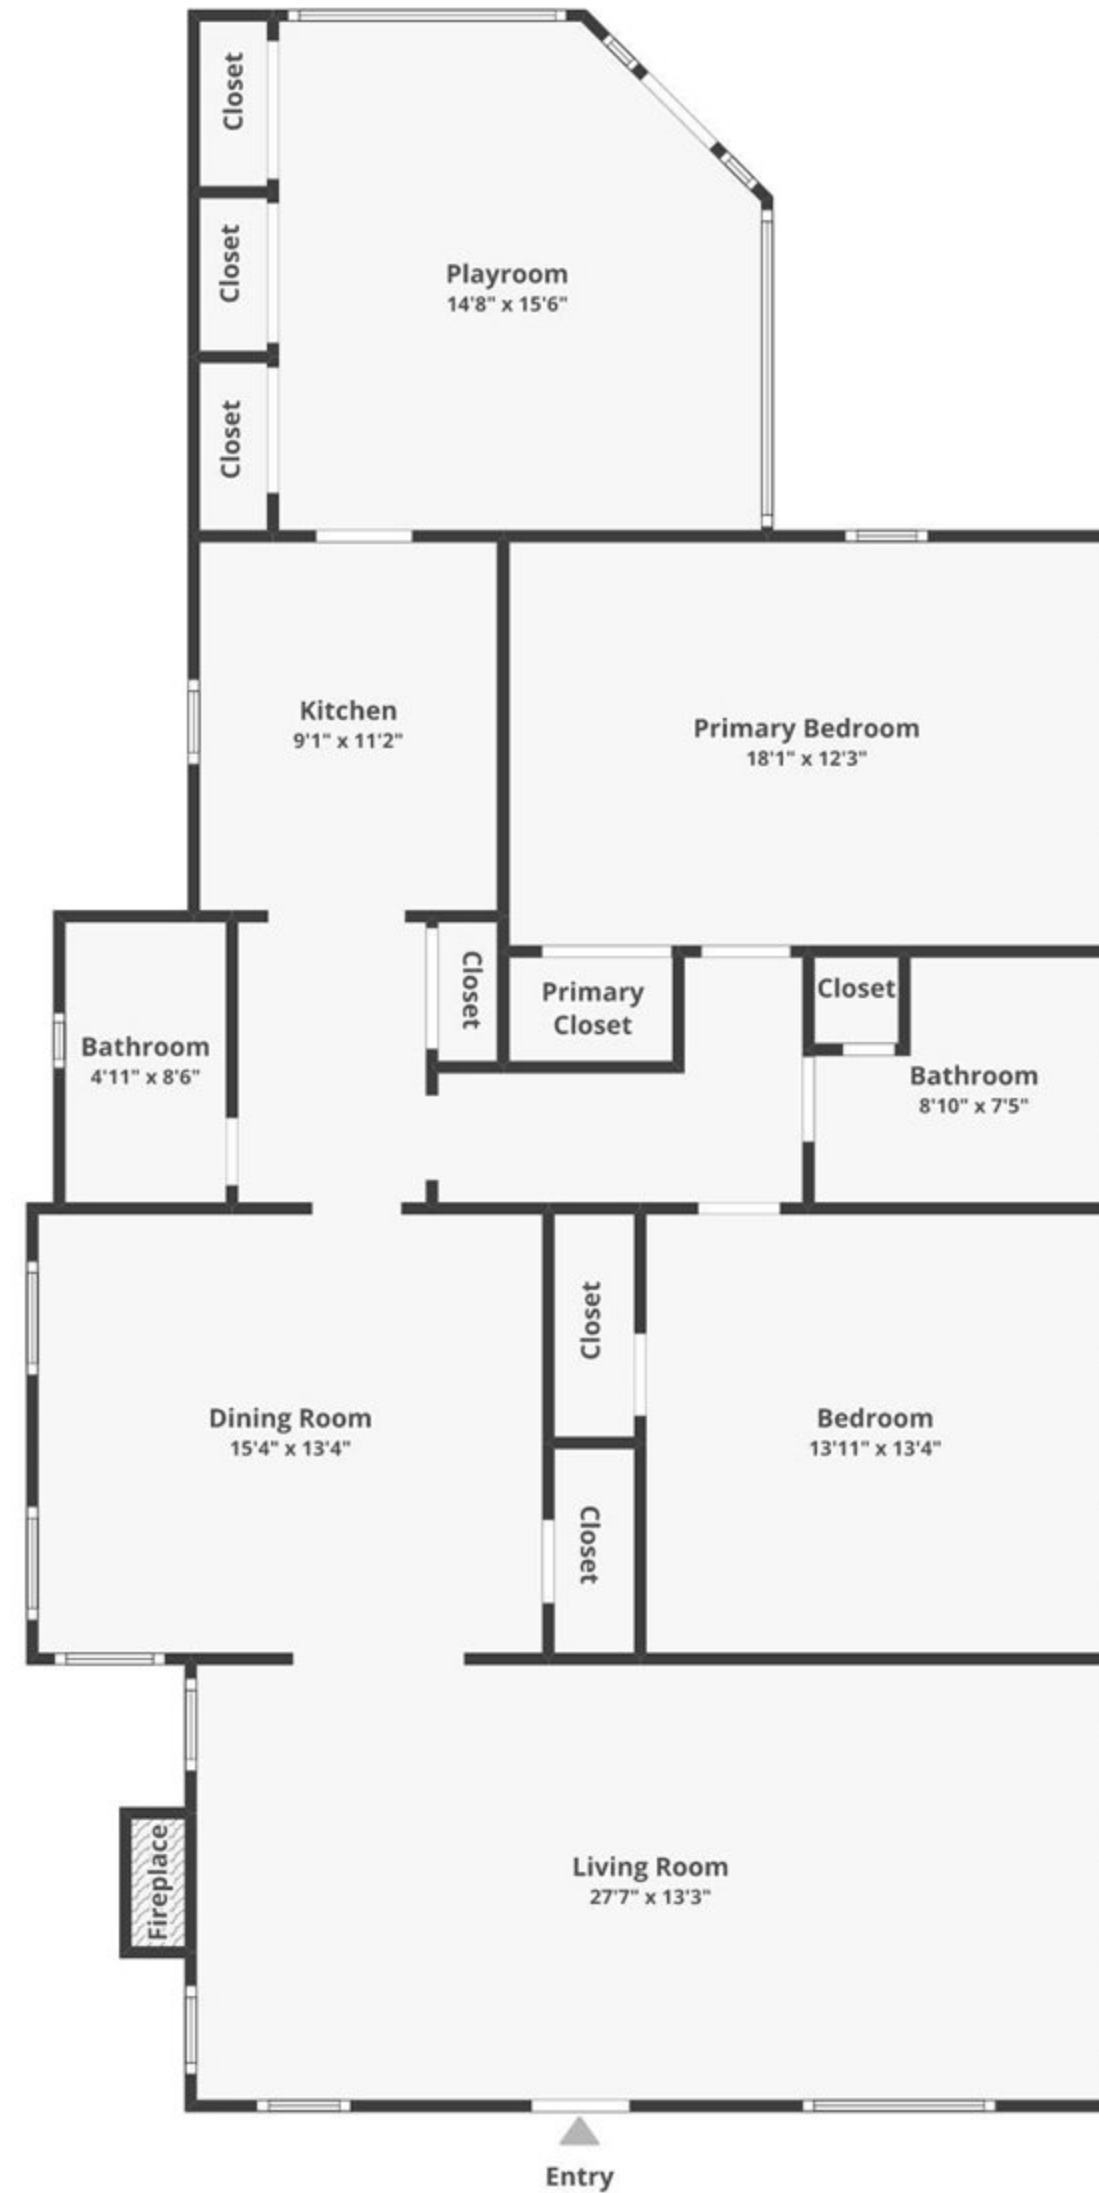 Closet
Closet
Playroom
14'8" x 15'6"
Closet
Kitchen
9'1" x 11'2"
Primary Bedroom
18'1" x 12'3"
Closet
Primary
Closet
Closet
Bathroom
4'11" x 8'6"
Bathroom
8'10" x 7'5"
Closet
Dining Room
15'4" x 13'4"
Bedroom
13'11" x 13'4"
Closet
Fireplace
Living Room
27'7" x 13'3"
Entry